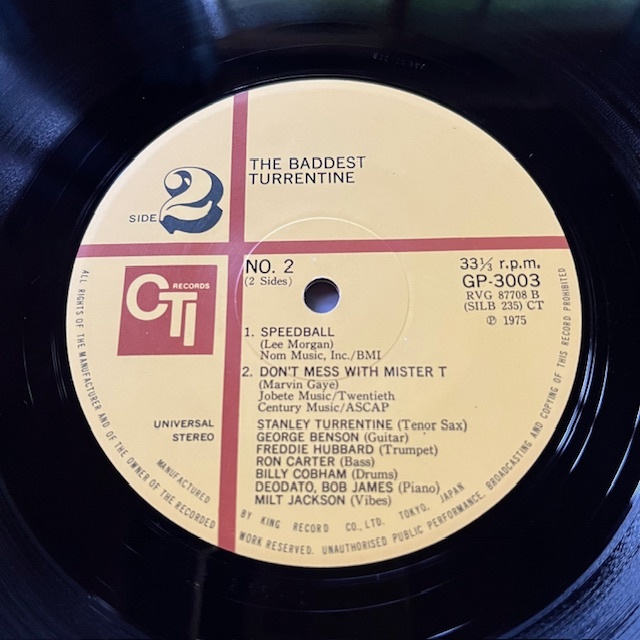 THE BADDEST
TURRENTINE
SIDE 2
NO. 2
(2 Sides)
33⅓ r.p.m.
GP-3003
RVG 87708 B
(SILB 235) CT
℗ 1975
CTI RECORDS
1. SPEEDBALL
(Lee Morgan)
Nom Music, Inc./BMI
2. DON'T MESS WITH MISTER T
(Marvin Gaye)
Jobete Music/Twentieth
Century Music/ASCAP
UNIVERSAL
STEREO
STANLEY TURRENTINE (Tenor Sax)
GEORGE BENSON (Guitar)
FREDDIE HUBBARD (Trumpet)
RON CARTER (Bass)
BILLY COBHAM (Drums)
DEODATO, BOB JAMES (Piano)
MILT JACKSON (Vibes)
MANUFACTURED BY KING RECORD CO., LTD. TOKYO, JAPAN
ALL RIGHTS OF THE MANUFACTURER AND OF THE OWNER OF THE RECORDED WORK RESERVED. UNAUTHORISED PUBLIC PERFORMANCE, BROADCASTING AND COPYING OF THIS RECORD PROHIBITED